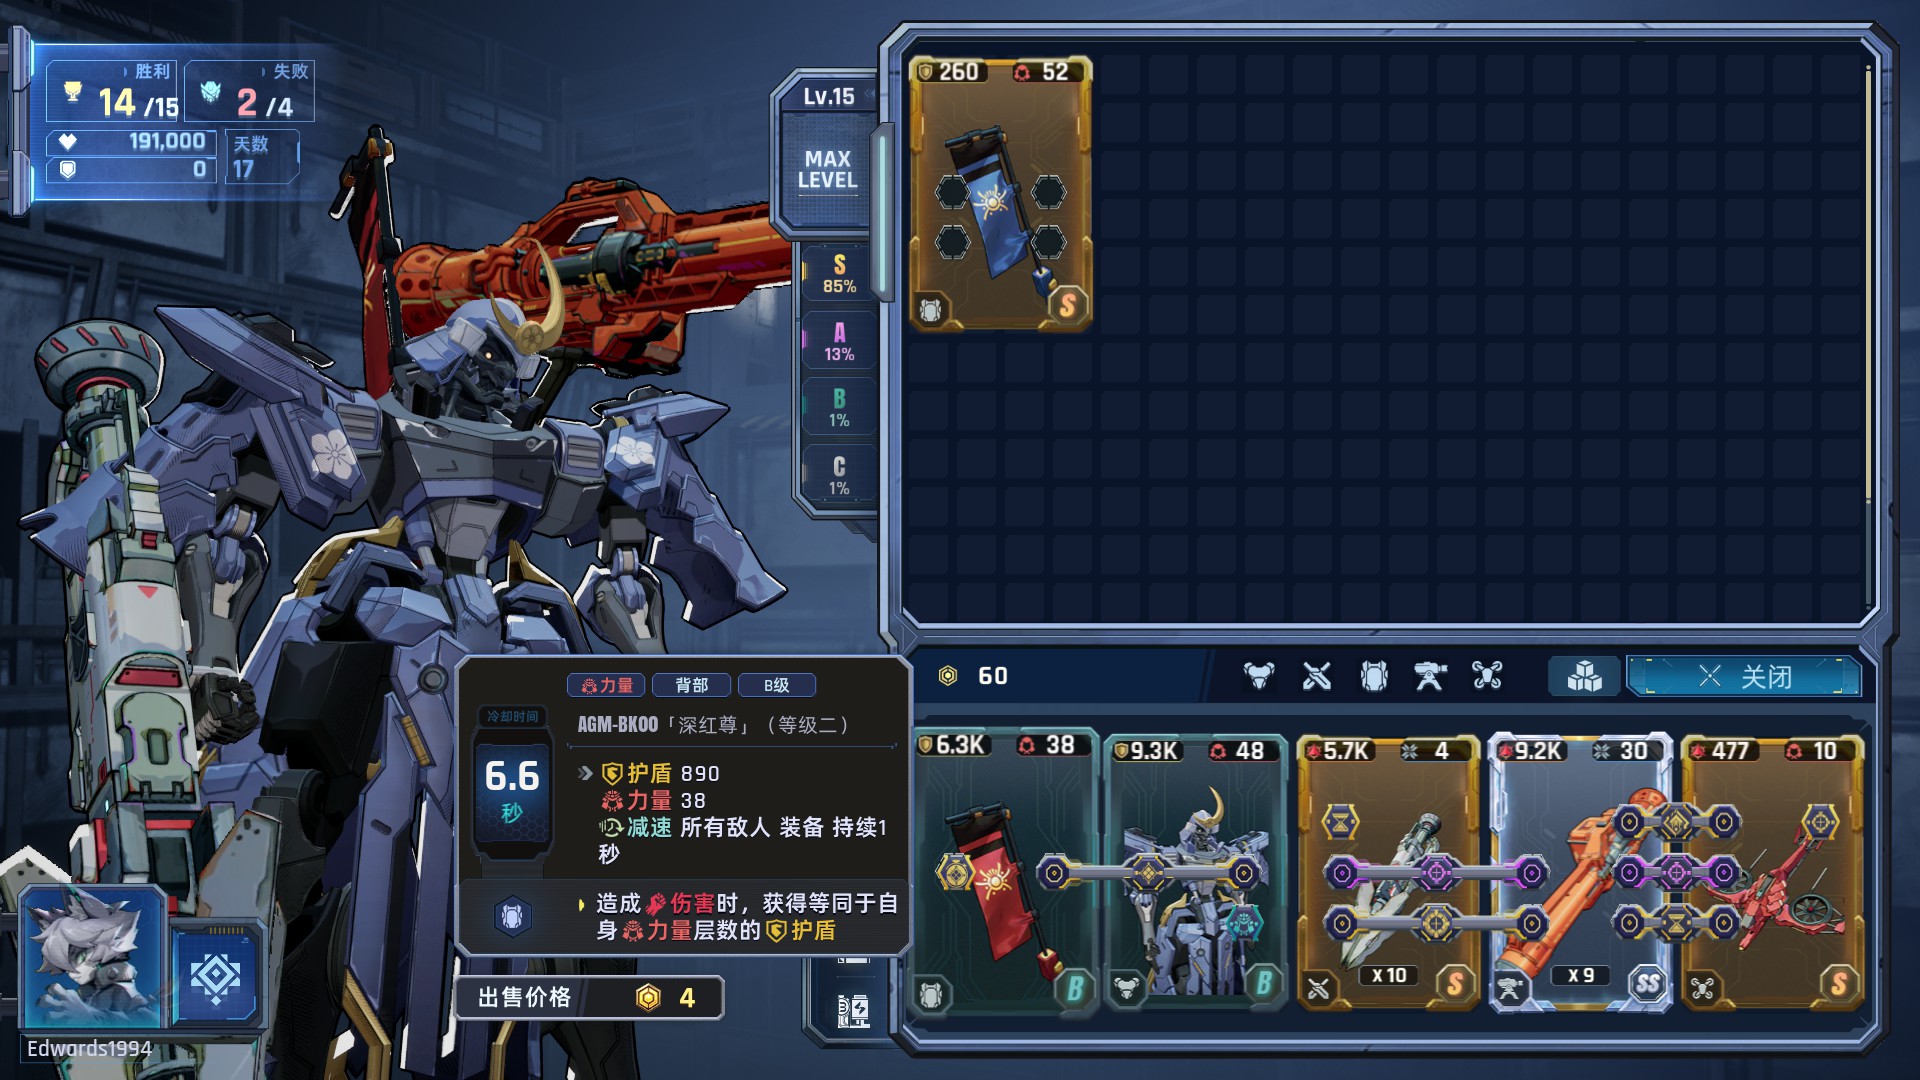 胜利
14 /15
失败
2 /4
191,000
0
天数
17
Lv.15
MAX
LEVEL
S
85%
A
13%
B
1%
C
1%
260
52
S
60
关闭
力量
背部
B级
AGM-BK00「深红尊」（等级二）
冷却时间
6.6
秒
护盾 890
力量 38
减速 所有敌人 装备 持续1
秒
造成伤害时，获得等同于自
身力量层数的护盾
出售价格
4
6.3K
38
B
9.3K
48
B
5.7K
4
x10
S
9.2K
30
x9
SS
477
10
S
Edwards1994